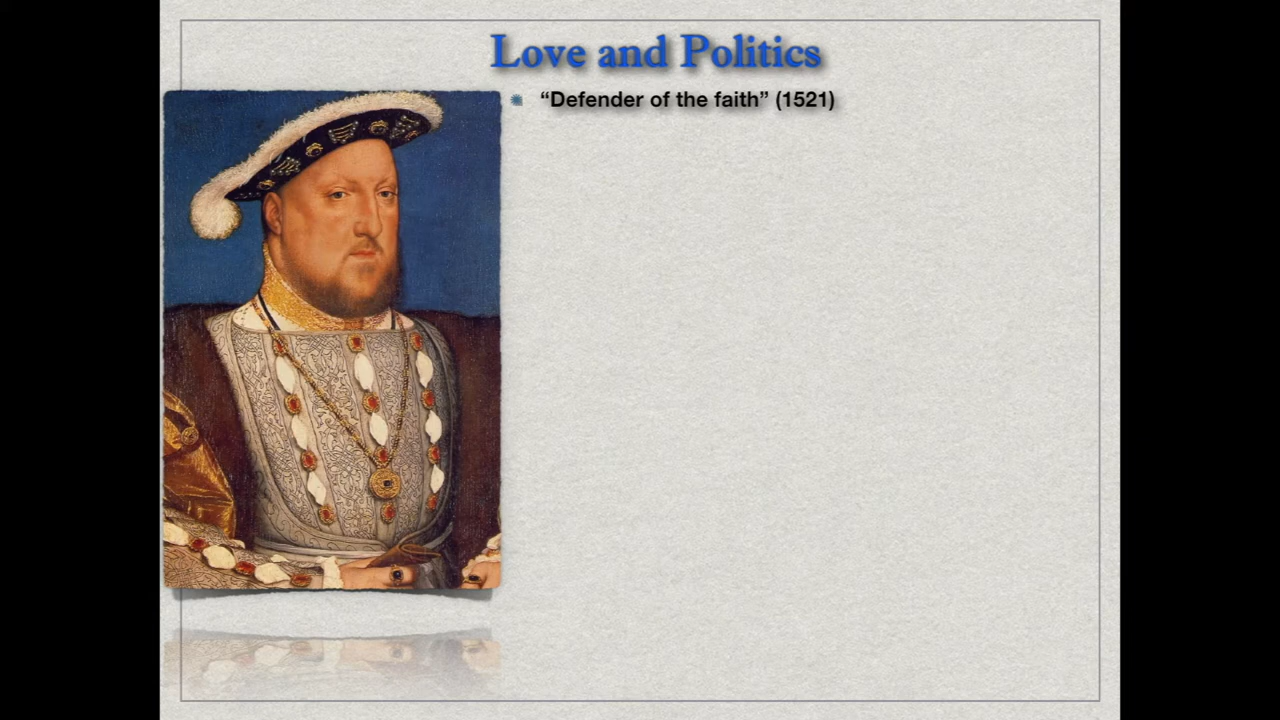 Love and Politics
“Defender of the faith” (1521)